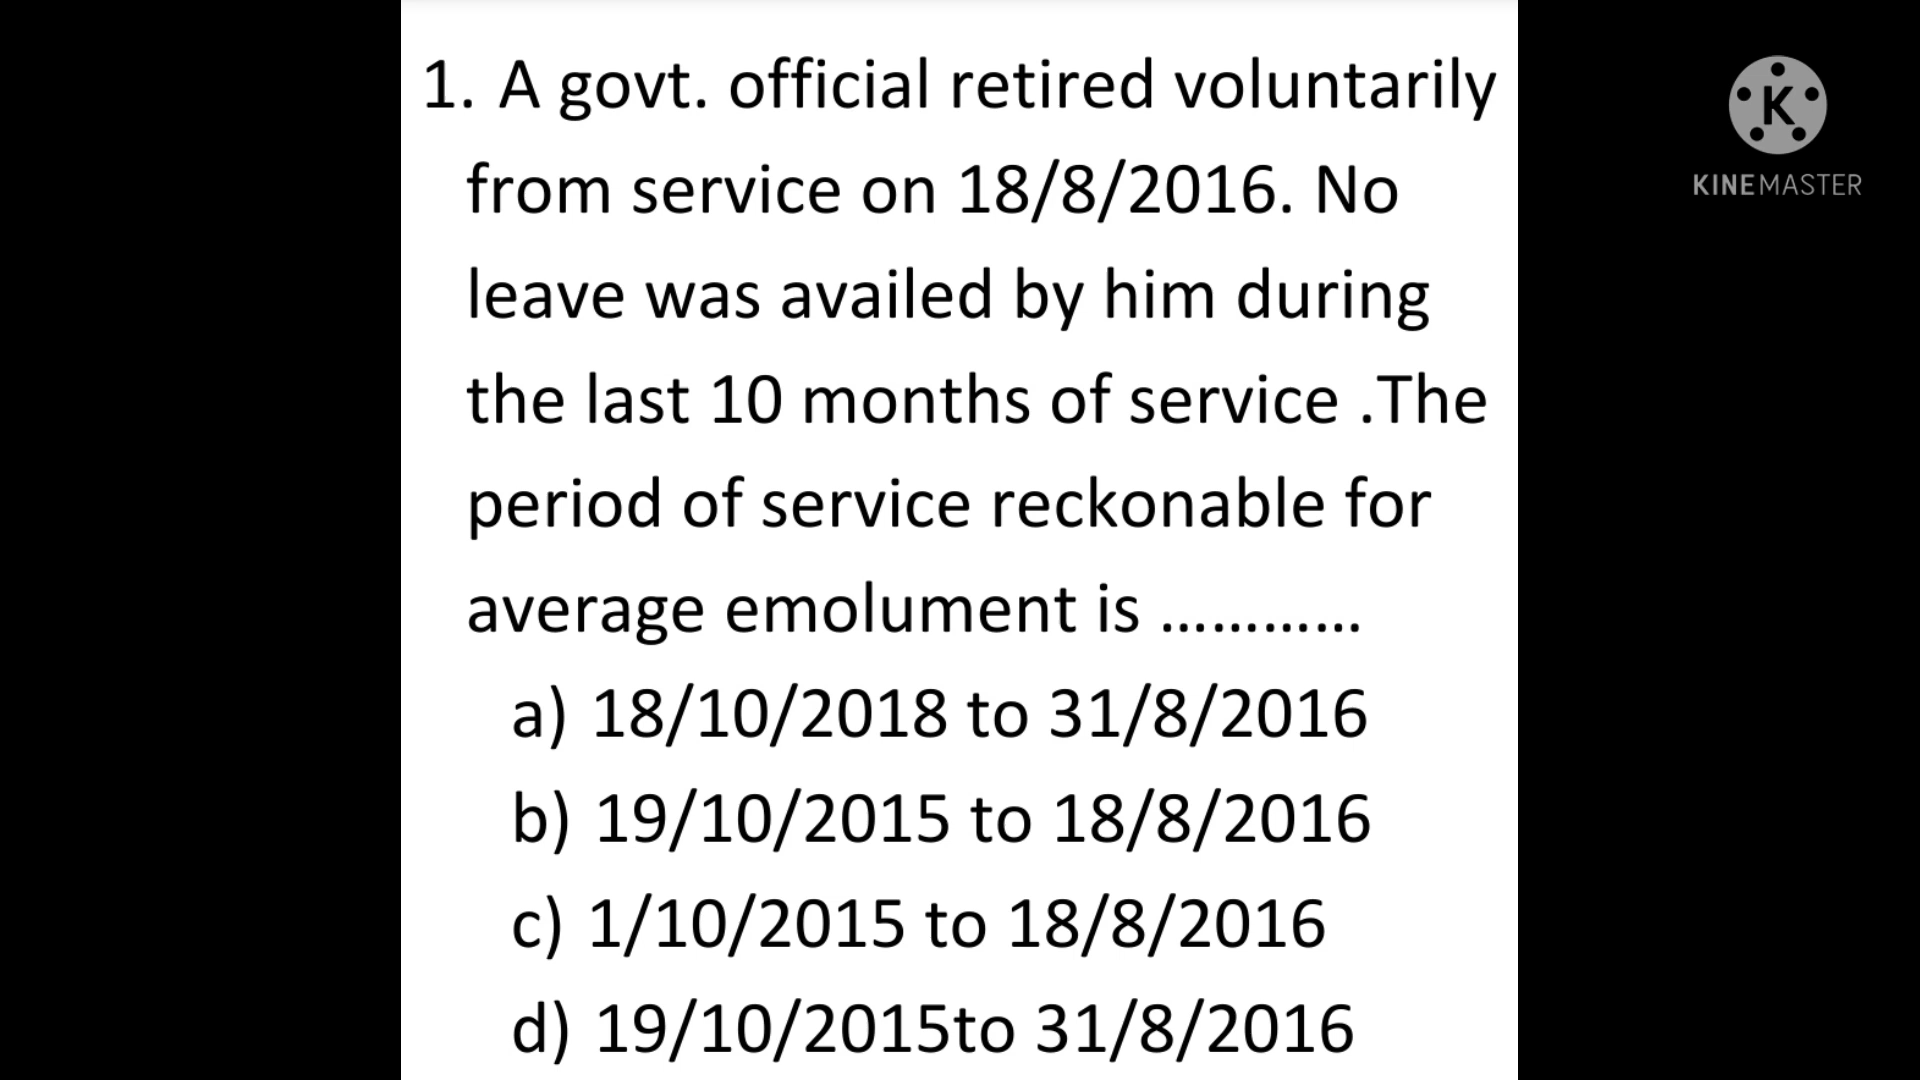 1. A govt. official retired voluntarily
from service on 18/8/2016. No
leave was availed by him during
the last 10 months of service .The
period of service reckonable for
average emolument is ............
a) 18/10/2018 to 31/8/2016
b) 19/10/2015 to 18/8/2016
c) 1/10/2015 to 18/8/2016
d) 19/10/2015to 31/8/2016
K
KINEMASTER